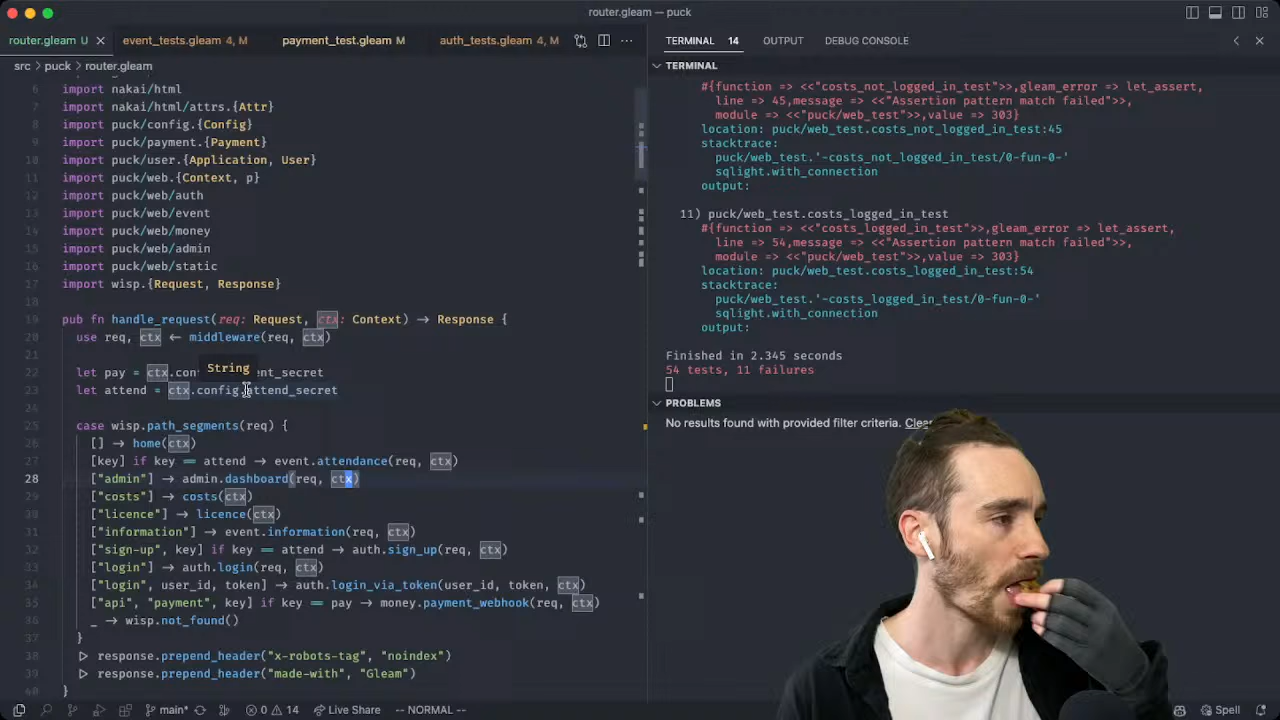 router.gleam — puck
router.gleam U
event_tests.gleam 4, M
payment_test.gleam M
auth_tests.gleam 4, M
src > puck > router.gleam
6 import nakai/html
7 import nakai/html/attrs.{Attr}
8 import puck/config.{Config}
9 import puck/payment.{Payment}
10 import puck/user.{Application, User}
11 import puck/web.{Context, p}
12 import puck/web/auth
13 import puck/web/event
14 import puck/web/money
15 import puck/web/admin
16 import puck/web/static
17 import wisp.{Request, Response}
18
19 pub fn handle_request(req: Request, ctx: Context) → Response {
20 use req, ctx ← middleware(req, ctx)
21
String
22 let pay = ctx.con ent_secret
23 let attend = ctx.config.attend_secret
24
25 case wisp.path_segments(req) {
26 [] → home(ctx)
27 [key] if key == attend → event.attendance(req, ctx)
28 ["admin"] → admin.dashboard(req, ctx)
29 ["costs"] → costs(ctx)
30 ["licence"] → licence(ctx)
31 ["information"] → event.information(req, ctx)
32 ["sign-up", key] if key == attend → auth.sign_up(req, ctx)
33 ["login"] → auth.login(req, ctx)
34 ["login", user_id, token] → auth.login_via_token(user_id, token, ctx)
35 ["api", "payment", key] if key == pay → money.payment_webhook(req, ctx)
36 _ → wisp.not_found()
37 }
38 ▷ response.prepend_header("x-robots-tag", "noindex")
39 ▷ response.prepend_header("made-with", "Gleam")
40 }
TERMINAL 14 OUTPUT DEBUG CONSOLE
TERMINAL
#{function => <<"costs_not_logged_in_test">>,gleam_error => let_assert,
line => 45,message => <<"Assertion pattern match failed">>,
module => <<"puck/web_test">>,value => 303}
location: puck/web_test.costs_not_logged_in_test:45
stacktrace:
puck/web_test.'-costs_not_logged_in_test/0-fun-0-'
sqlight.with_connection
output:
11) puck/web_test.costs_logged_in_test
#{function => <<"costs_logged_in_test">>,gleam_error => let_assert,
line => 54,message => <<"Assertion pattern match failed">>,
module => <<"puck/web_test">>,value => 303}
location: puck/web_test.costs_logged_in_test:54
stacktrace:
puck/web_test.'-costs_logged_in_test/0-fun-0-'
sqlight.with_connection
output:
Finished in 2.345 seconds
54 tests, 11 failures
PROBLEMS
No results found with provided filter criteria.
main* 0 14 Live Share -- NORMAL -- Spell